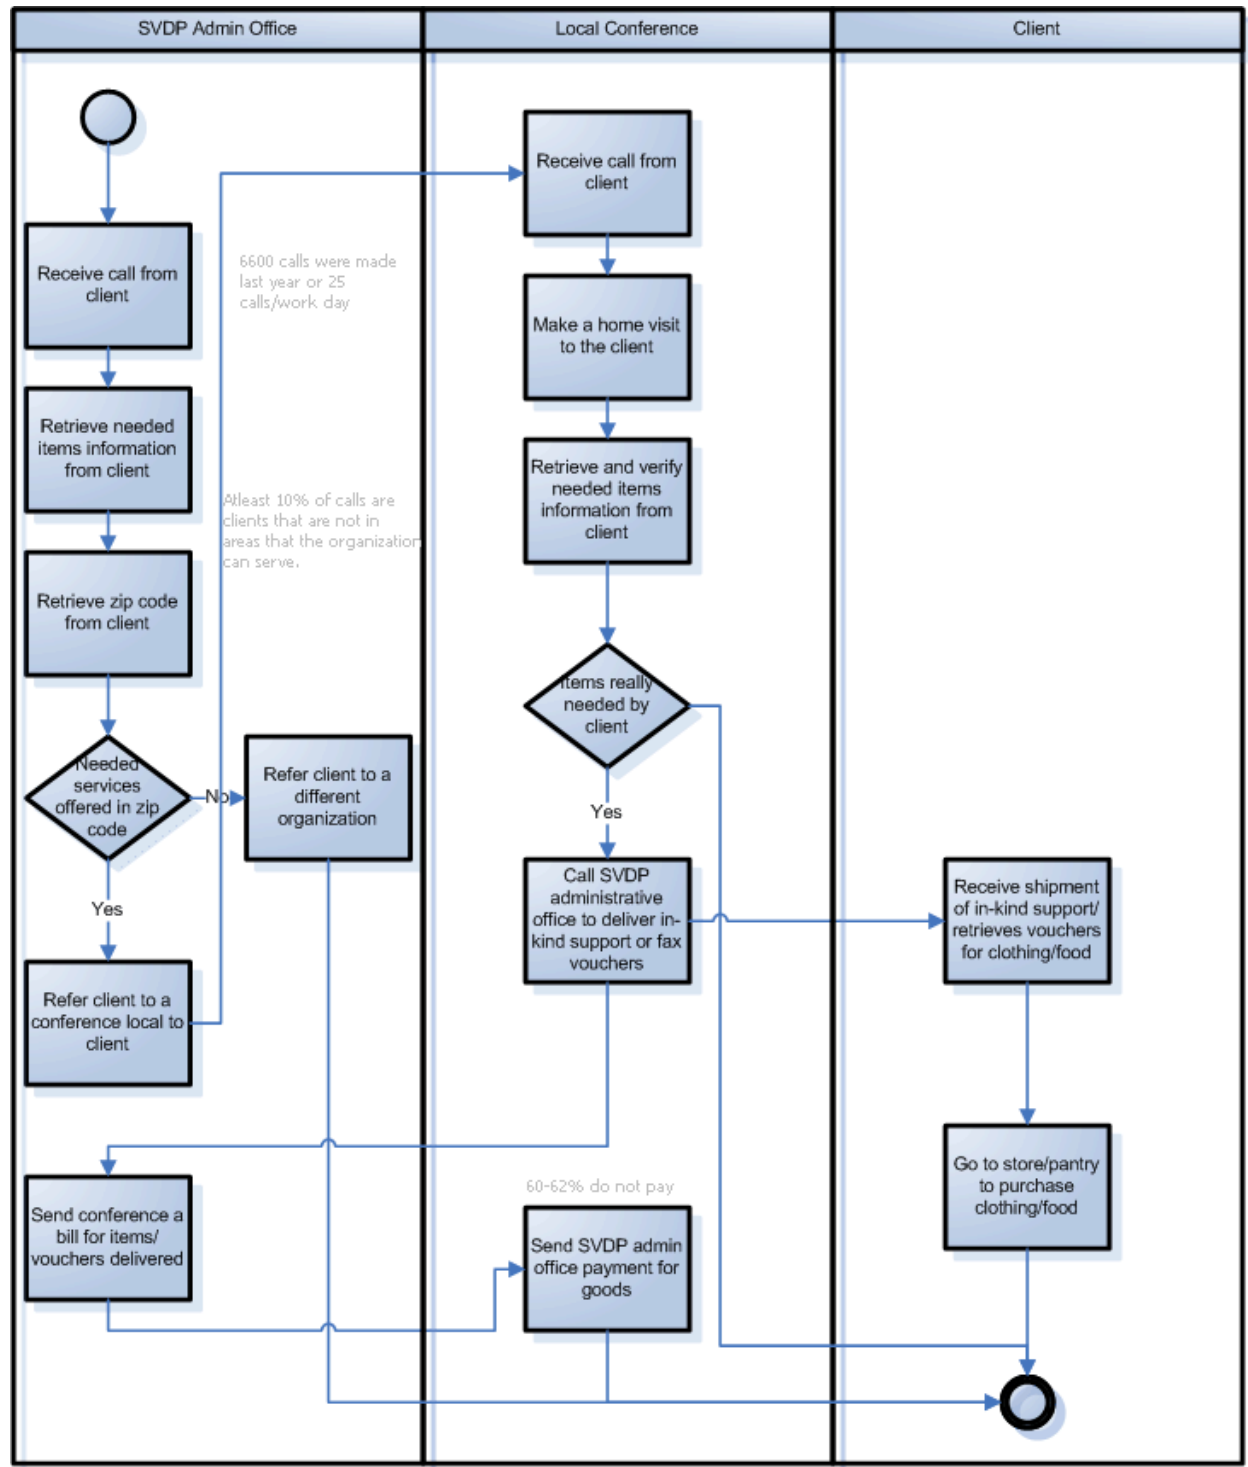 SVDP Admin Office
Local Conference
Client
Receive call from
client
6600 calls were made
last year or 25
calls/work day
Retrieve needed
items information
from client
Atleast 10% of calls are
clients that are not in
areas that the organization
can serve.
Retrieve zip code
from client
Needed
services
offered in zip
code
No
Refer client to a
different
organization
Yes
Refer client to a
conference local to
client
Send conference a
bill for items/
vouchers delivered
Receive call from
client
Make a home visit
to the client
Retrieve and verify
needed items
information from
client
Items really
needed by
client
Yes
Call SVDP
administrative
office to deliver in-
kind support or fax
vouchers
60-62% do not pay
Send SVDP admin
office payment for
goods
Receive shipment
of in-kind support/
retrieves vouchers
for clothing/food
Go to store/pantry
to purchase
clothing/food